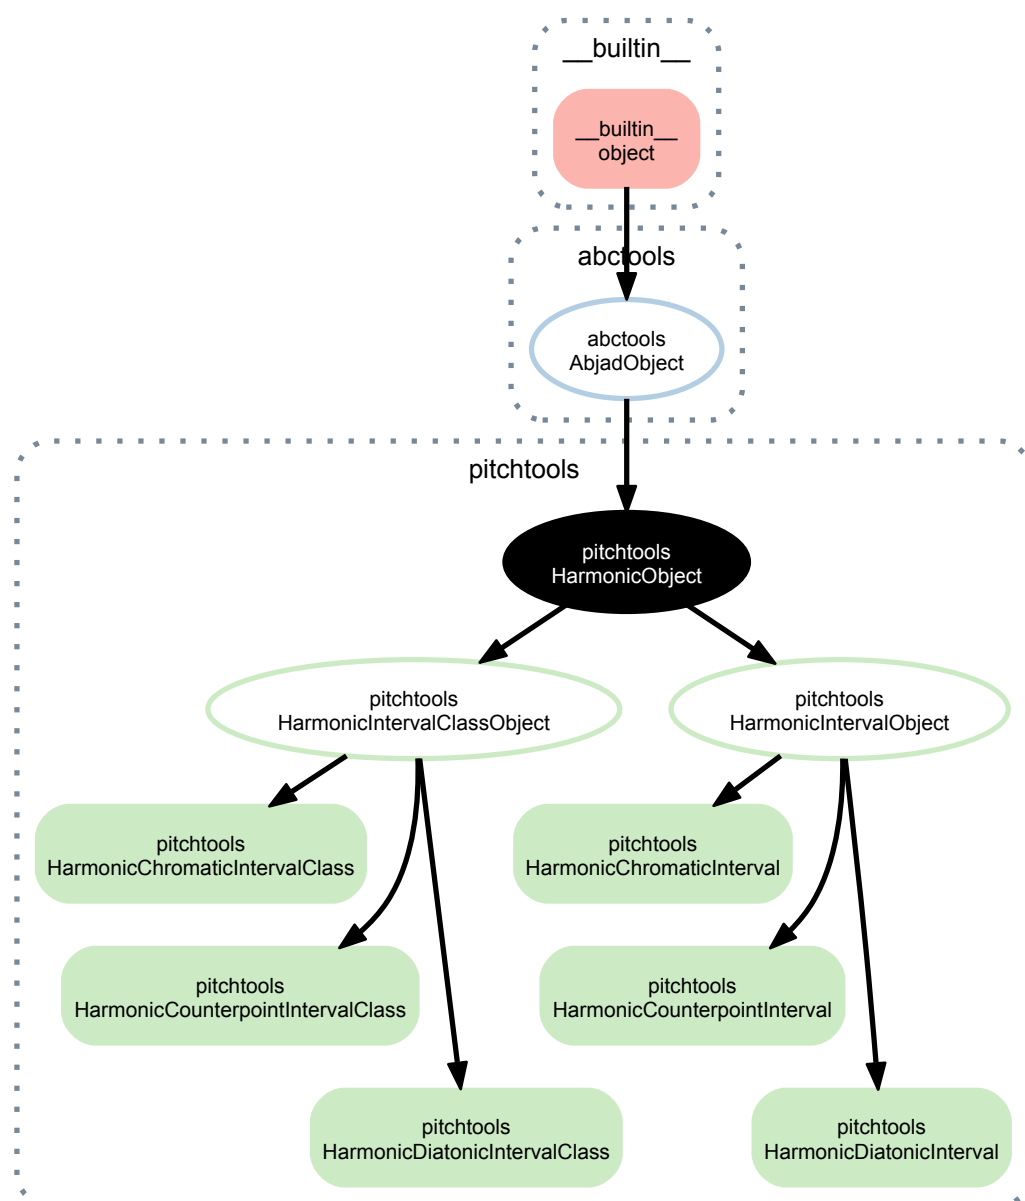 __builtin__
__builtin__
object
abctools
abctools
AbjadObject
pitchtools
pitchtools
HarmonicObject
pitchtools
HarmonicIntervalClassObject
pitchtools
HarmonicIntervalObject
pitchtools
HarmonicChromaticIntervalClass
pitchtools
HarmonicChromaticInterval
pitchtools
HarmonicCounterpointIntervalClass
pitchtools
HarmonicCounterpointInterval
pitchtools
HarmonicDiatonicIntervalClass
pitchtools
HarmonicDiatonicInterval